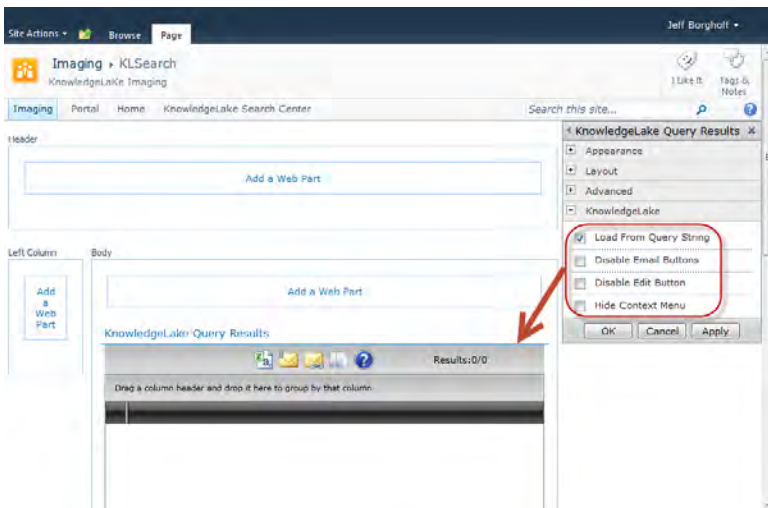 Jeff Borghoff
Site Actions Browse Page
Imaging ▸ KLSearch
KnowledgeLake Imaging
I Like It Tags & Notes
Imaging Portal Home KnowledgeLake Search Center Search this site...
KnowledgeLake Query Results ×
Header
Appearance
Add a Web Part
Layout
Advanced
KnowledgeLake
Load From Query String
Left Column Body
Disable Email Buttons
Add a Web Part
Add a Web Part
Disable Edit Button
Hide Context Menu
OK Cancel Apply
KnowledgeLake Query Results
Results:0/0
Drag a column header and drop it here to group by that column